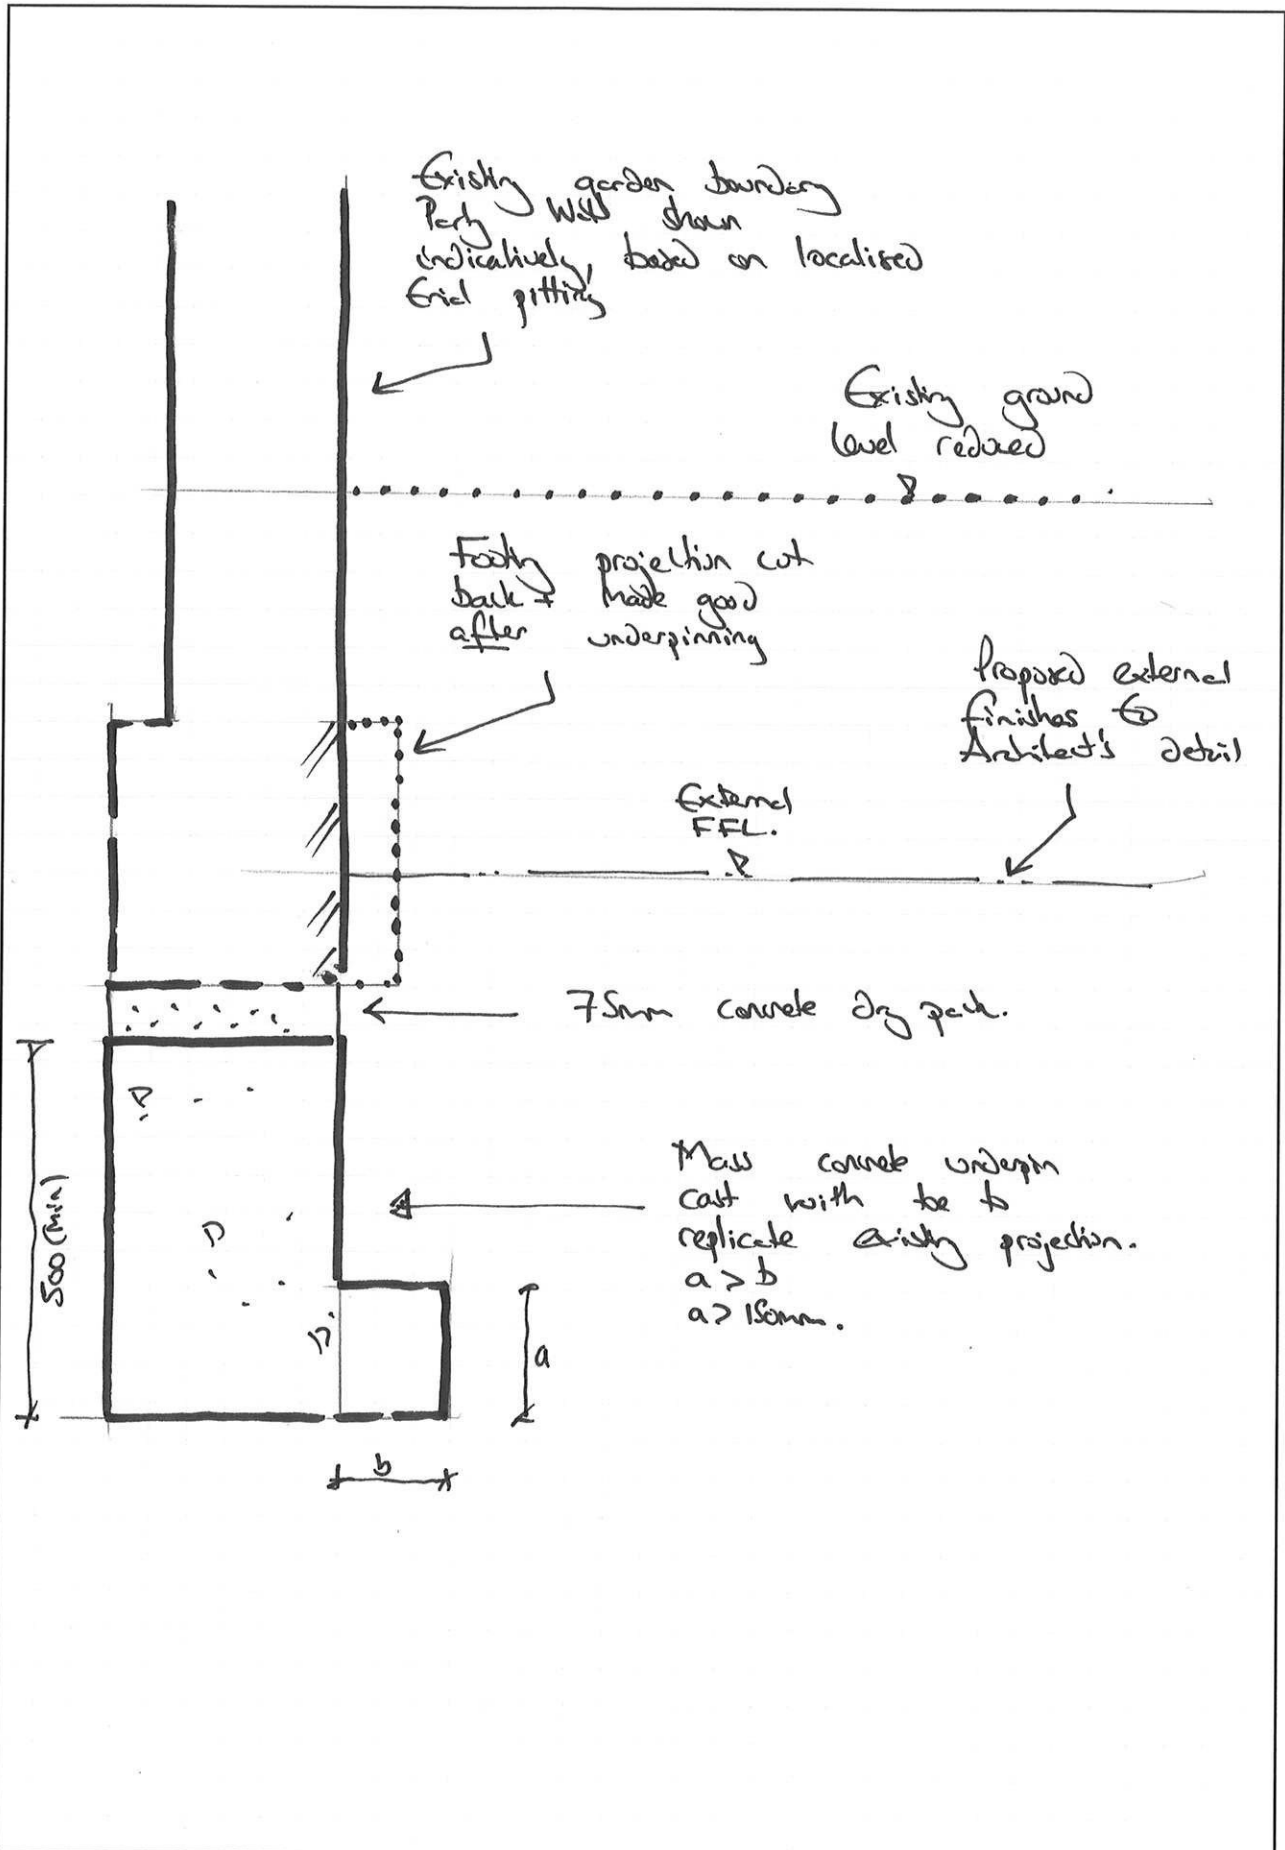 Existing garden boundary
Party Wall shown
indicatively, based on localised
trial pitting
Existing ground
level reduced
Footing projection cut
back + made good
after underpinning
Proposed external
finishes to
Architect's detail
External
FFL.
75mm concrete dry pack.
500 (min)
Mass concrete underpin
cast with toe to
replicate existing projection.
a > b
a > 150mm.
a
b